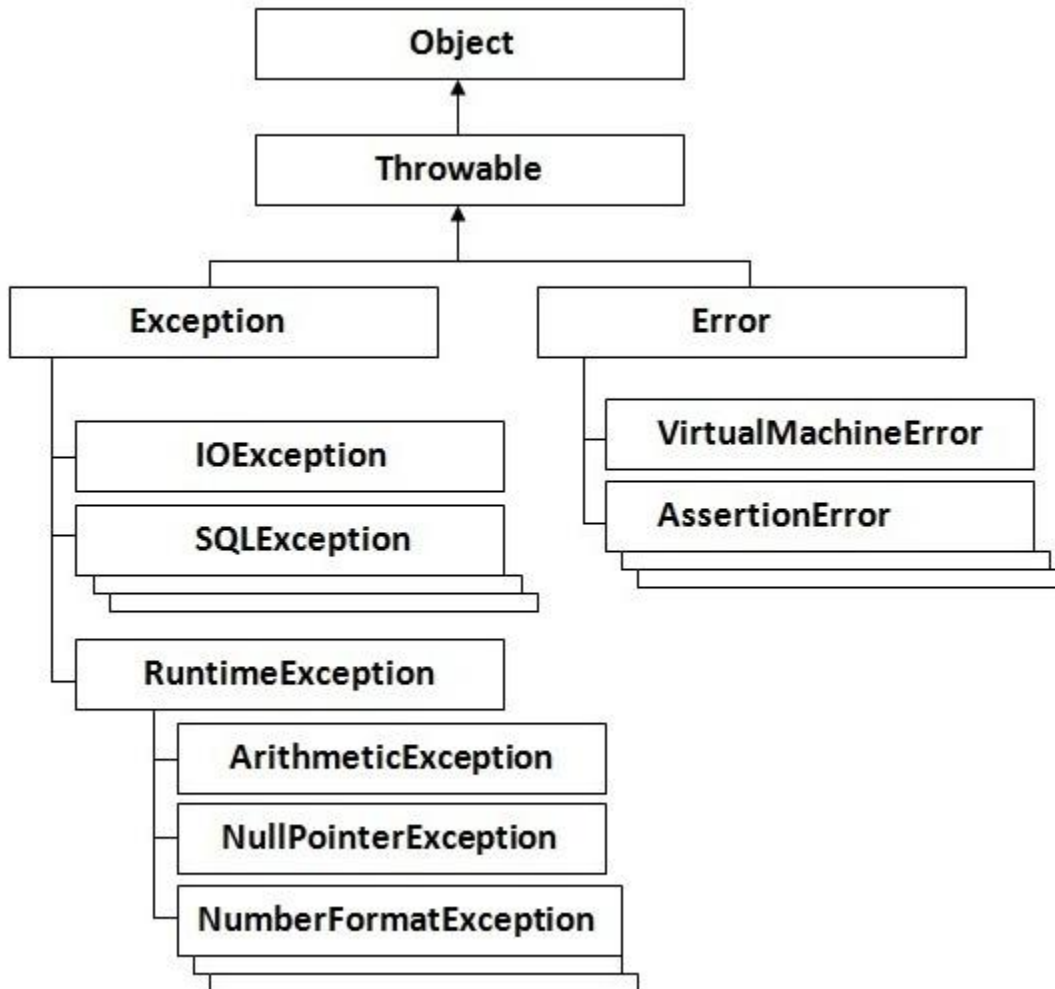 Object
Throwable
Exception
Error
IOException
SQLException
RuntimeException
ArithmeticException
NullPointerException
NumberFormatException
VirtualMachineError
AssertionError